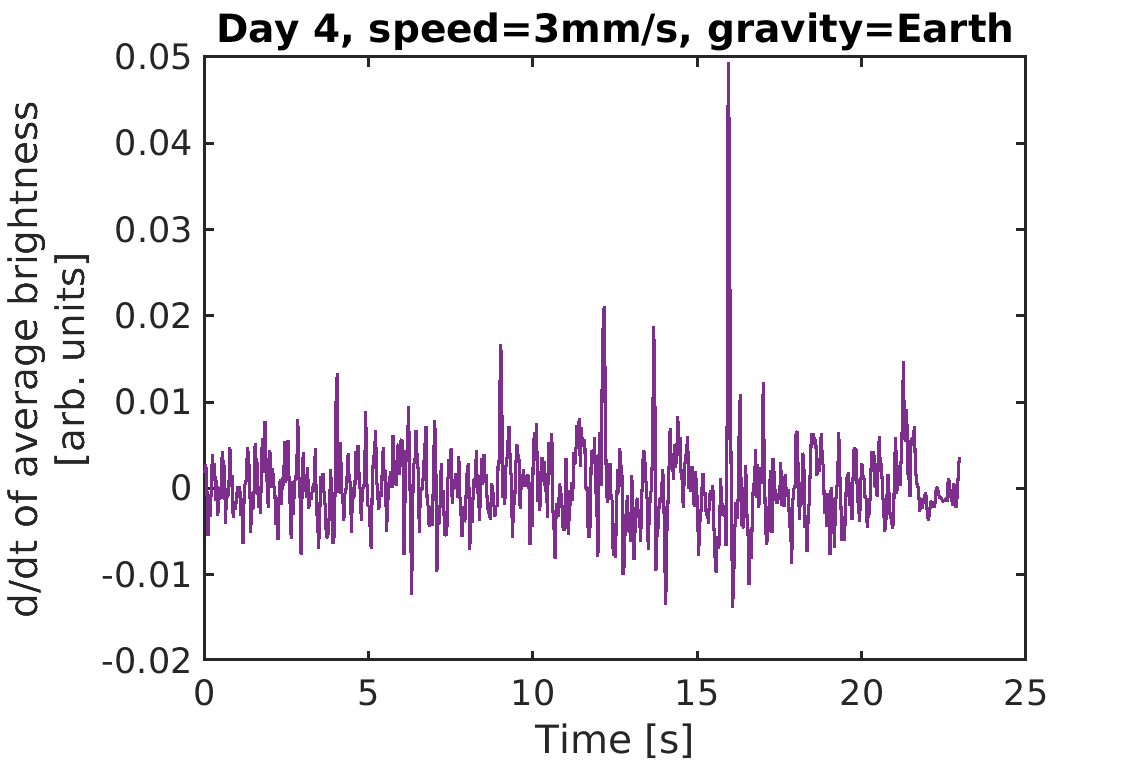 Day 4, speed=3mm/s, gravity=Earth
d/dt of average brightness
[arb. units]
0.05
0.04
0.03
0.02
0.01
0
-0.01
-0.02
0 5 10 15 20 25
Time [s]